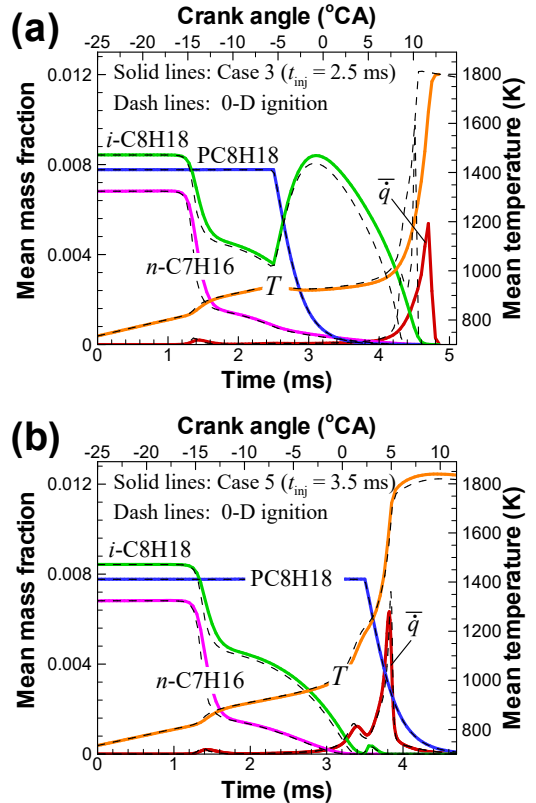 (a)
Crank angle (°CA)
-25 -20 -15 -10 -5 0 5 10
Solid lines: Case 3 (tinj = 2.5 ms)
Dash lines: 0-D ignition
i-C8H18
PC8H18
n-C7H16
T
q̇
Mean mass fraction
0.012
0.008
0.004
0
Mean temperature (K)
1800
1600
1400
1200
1000
800
0 1 2 3 4 5
Time (ms)
(b)
Crank angle (°CA)
-25 -20 -15 -10 -5 0 5 10
Solid lines: Case 5 (tinj = 3.5 ms)
Dash lines: 0-D ignition
i-C8H18
PC8H18
n-C7H16
T
q̇
Mean mass fraction
0.012
0.008
0.004
0
Mean temperature (K)
1800
1600
1400
1200
1000
800
0 1 2 3 4
Time (ms)